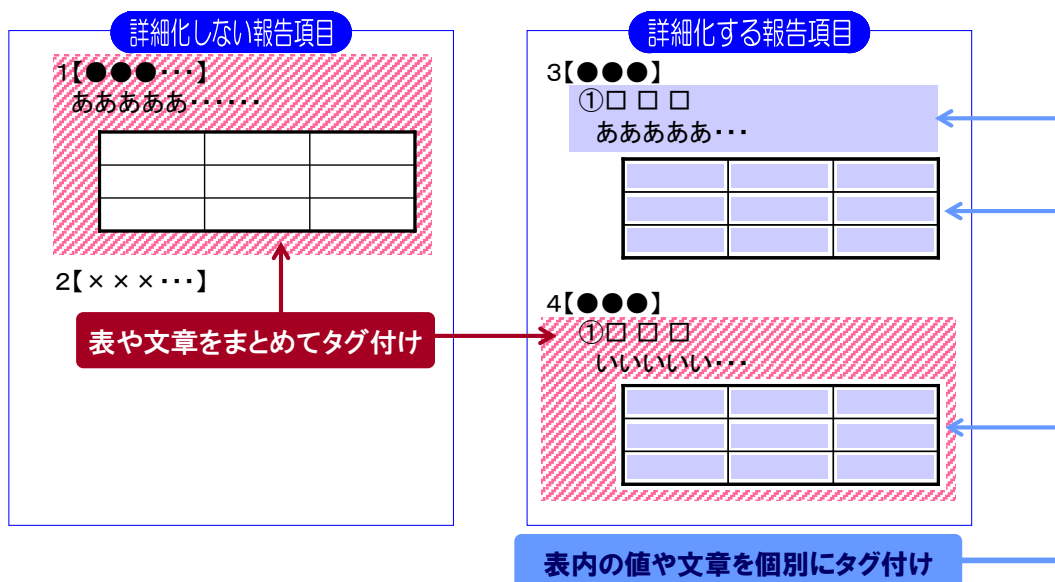 詳細化しない報告項目
1【●●●･･･】
あああああ･･････
2【×××･･･】
表や文章をまとめてタグ付け
詳細化する報告項目
3【●●●】
①□ □ □
あああああ･･･
4【●●●】
①□ □ □
いいいいい･･･
表内の値や文章を個別にタグ付け